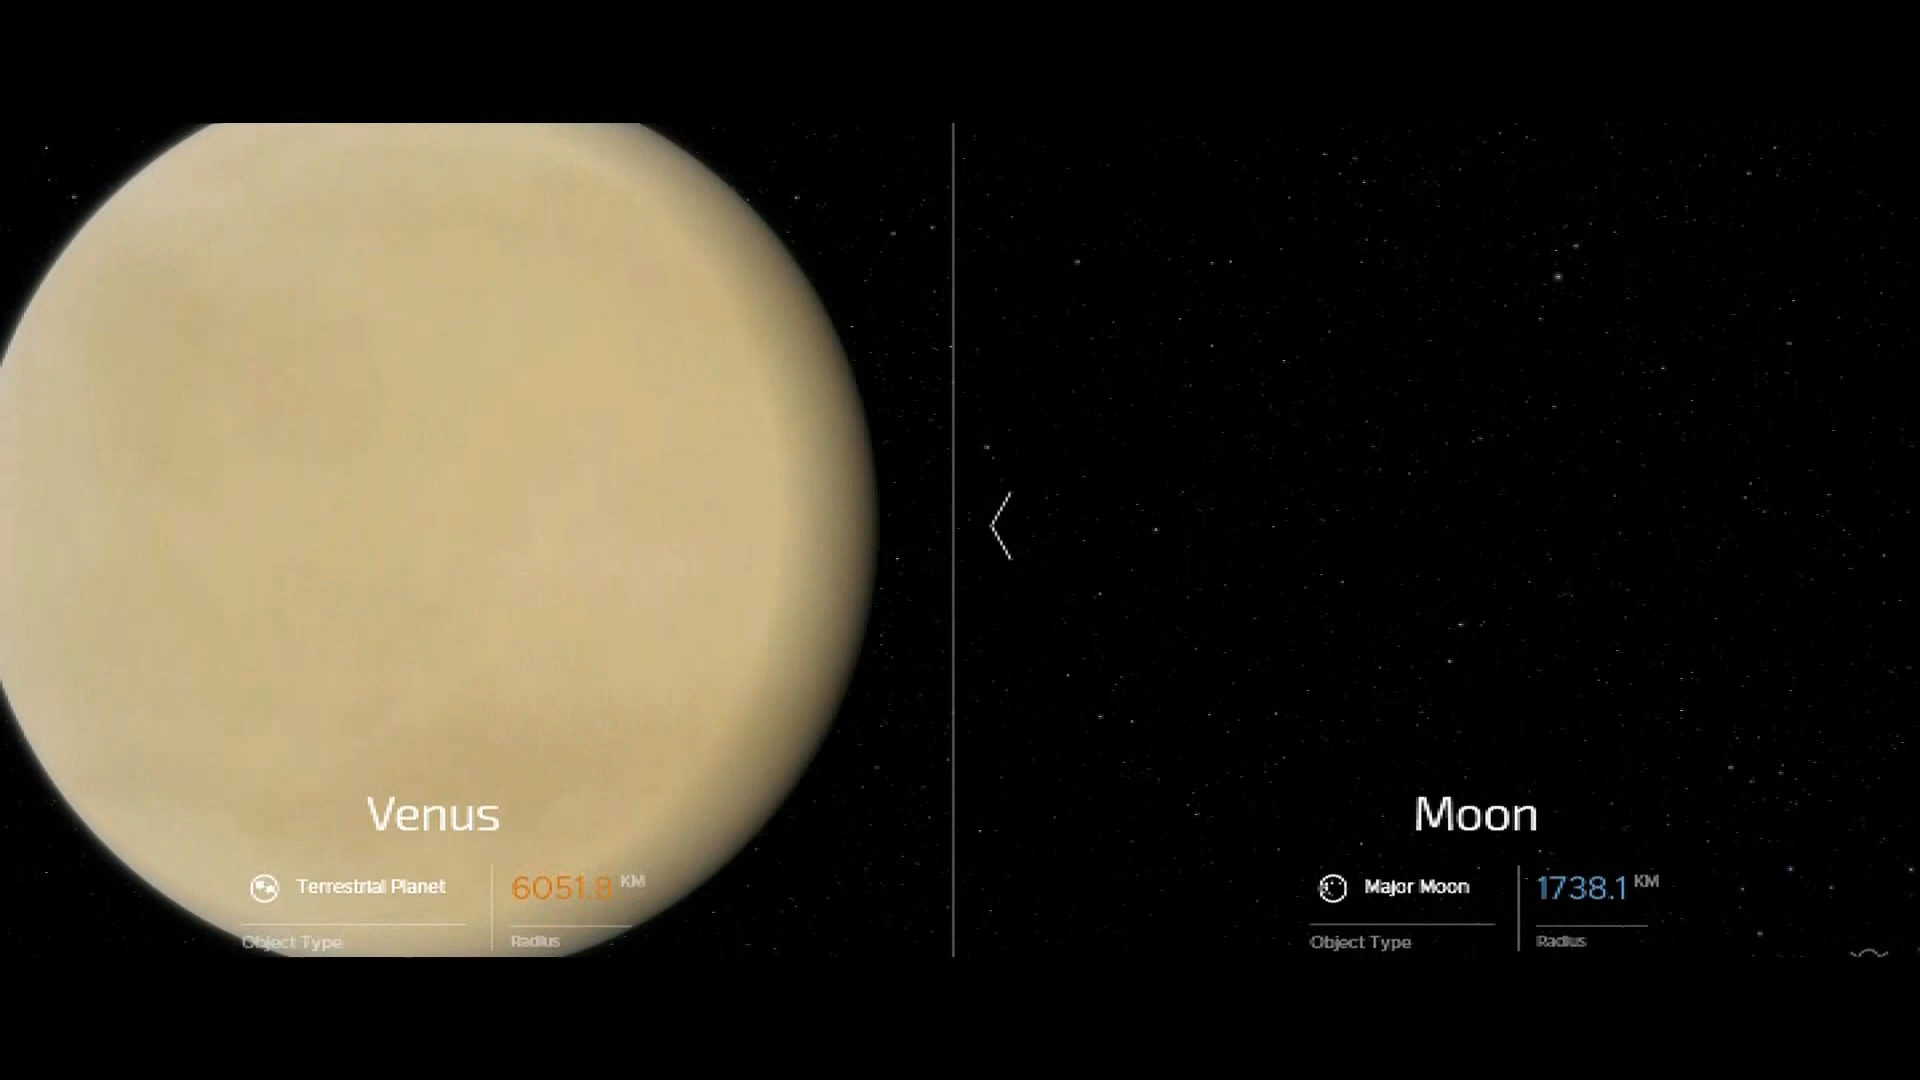 Venus
Terrestrial Planet
6051.8 KM
Object Type
Radius
Moon
Major Moon
1738.1 KM
Object Type
Radius